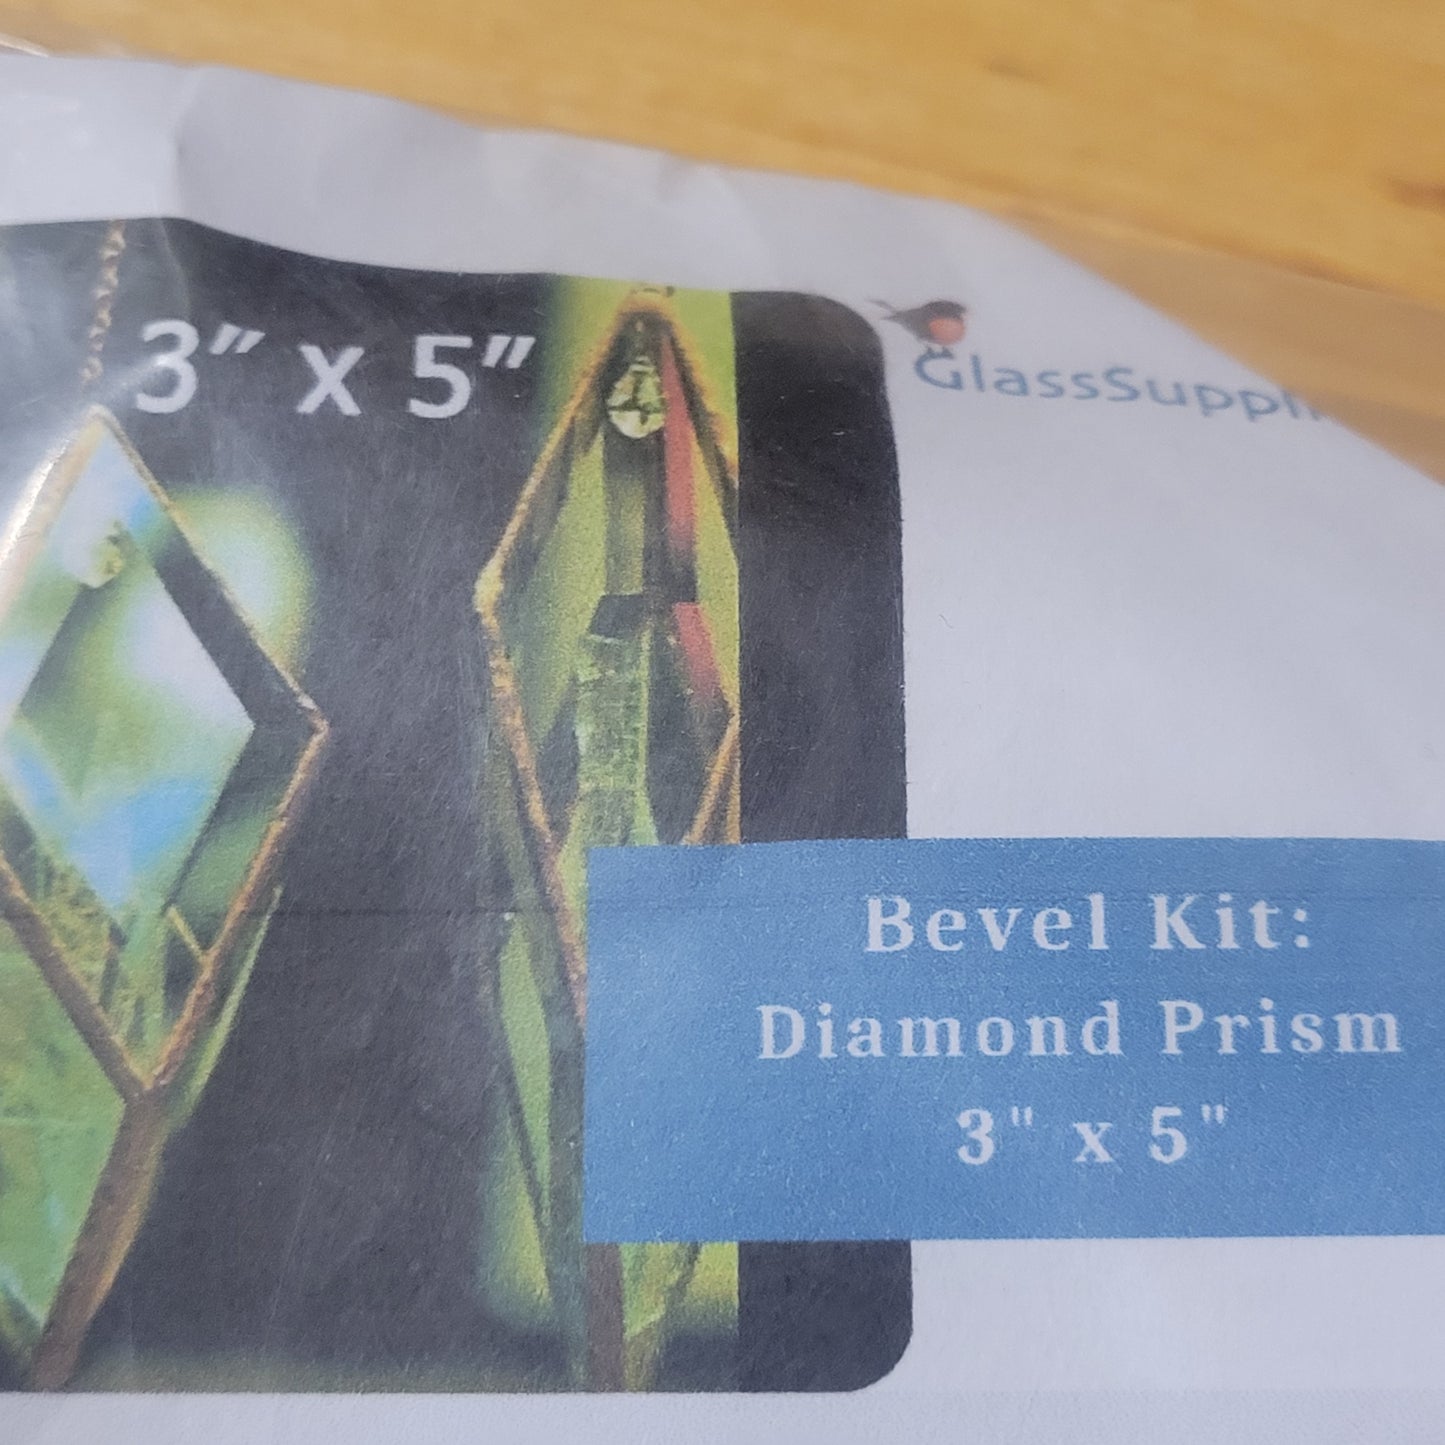 3" x 5"
Bevel Kit:
Diamond Prism
3" x 5"